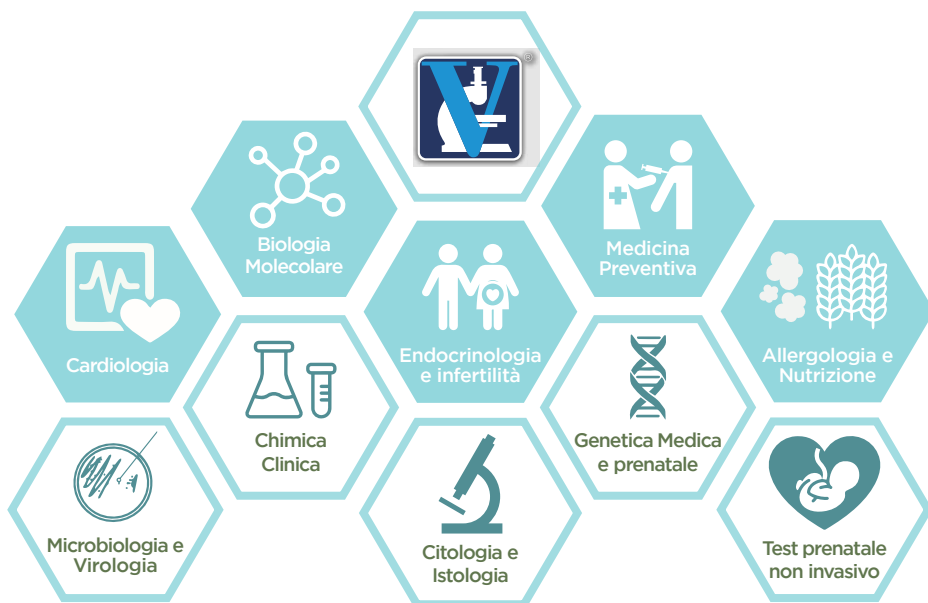 V
®
Biologia
Molecolare
Medicina
Preventiva
Cardiologia
Endocrinologia
e infertilità
Allergologia e
Nutrizione
Chimica
Clinica
Genetica Medica
e prenatale
Microbiologia e
Virologia
Citologia e
Istologia
Test prenatale
non invasivo